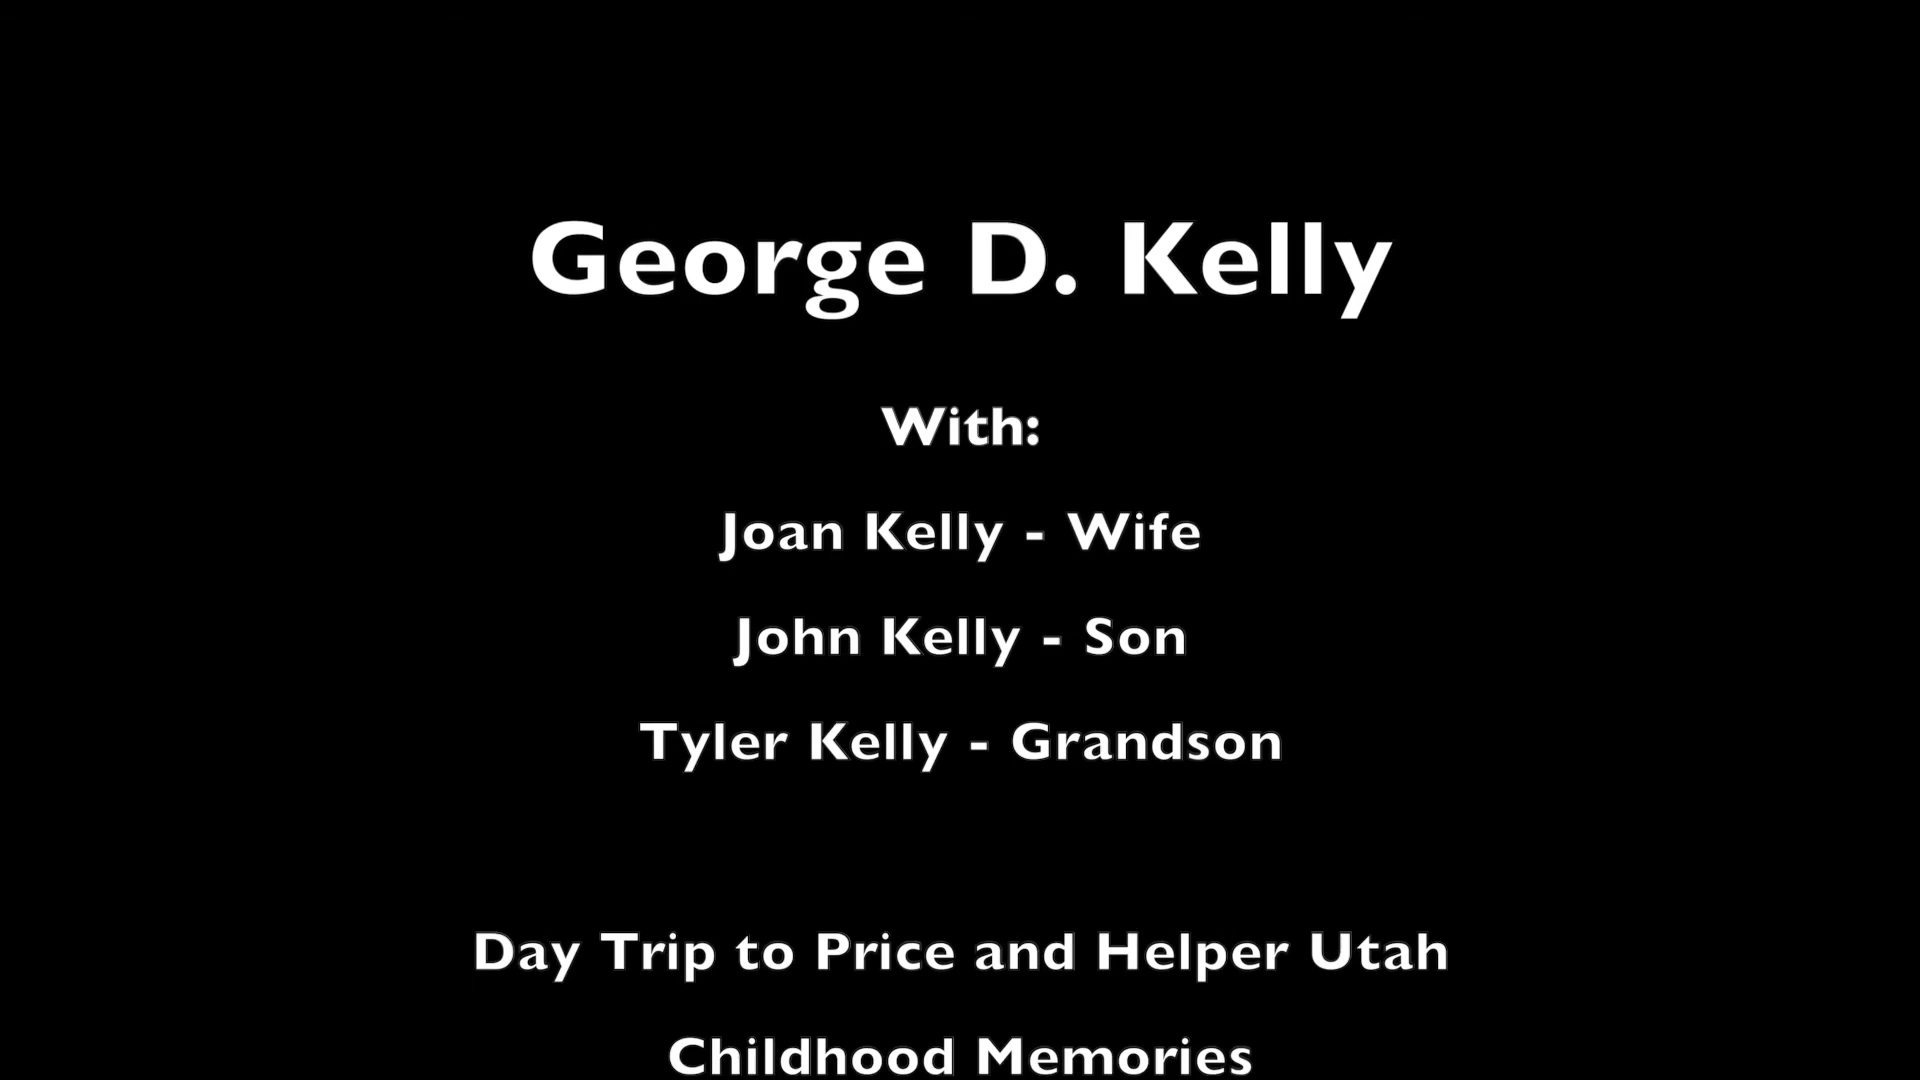 George D. Kelly
With:
Joan Kelly - Wife
John Kelly - Son
Tyler Kelly - Grandson
Day Trip to Price and Helper Utah
Childhood Memories